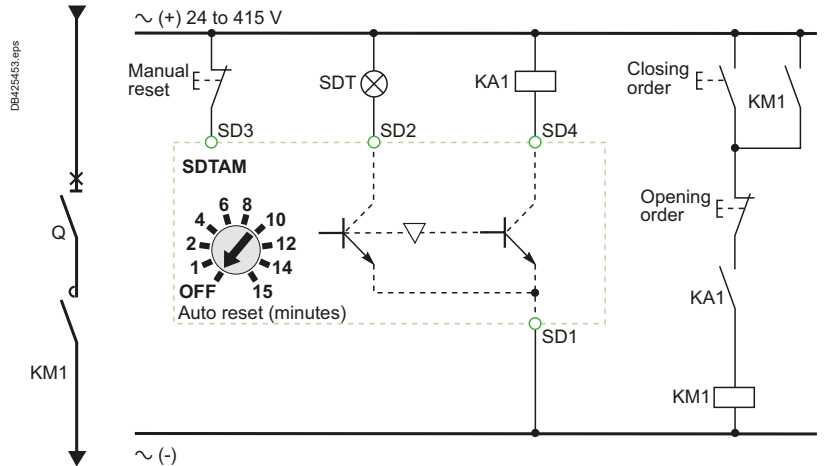 DB425453.eps
∼ (+) 24 to 415 V
Manual
reset
SDT
KA1
Closing
order
KM1
SD3
SD2
SD4
SDTAM
Opening
order
Q
OFF
1
2
4
6
8
10
12
14
15
Auto reset (minutes)
KA1
SD1
KM1
KM1
∼ (-)